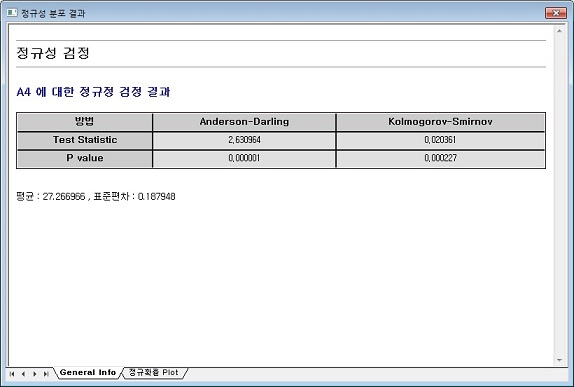 정규성 분포 결과
정규성 검정
A4 에 대한 정규정 검정 결과
방법 Anderson-Darling Kolmogorov-Smirnov
Test Statistic 2,630964 0,020361
P value 0,000001 0,000227
평균 : 27.266966 , 표준편차 : 0.187948
General Info 정규확률 Plot